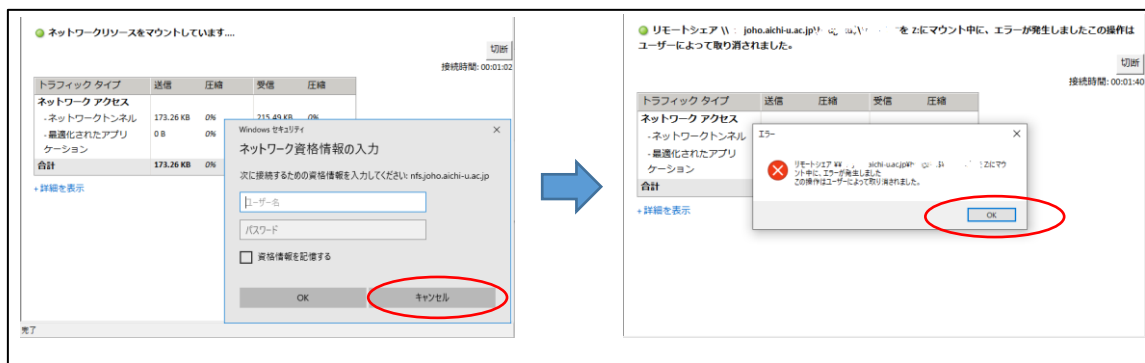 ネットワークリソースをマウントしています....
切断
接続時間: 00:01:02
トラフィック タイプ 送信 圧縮 受信 圧縮
ネットワーク アクセス
-ネットワークトンネル 173.26 KB 0% 215.49 KB 0%
-最適化されたアプリ 0 B 0%
ケーション
合計 173.26 KB 0%
+詳細を表示
Windows セキュリティ
ネットワーク資格情報の入力
次に接続するための資格情報を入力してください: nfs.joho.aichi-u.ac.jp
ユーザー名
パスワード
資格情報を記憶する
OK キャンセル
完了
リモートシェア \\ joho.aichi-u.ac.jp\ を Z:にマウント中に、エラーが発生しましたこの操作は
ユーザーによって取り消されました。
切断
接続時間: 00:01:40
トラフィック タイプ 送信 圧縮 受信 圧縮
ネットワーク アクセス
-ネットワークトンネル
-最適化されたアプリ
ケーション
合計
+詳細を表示
エラー
リモートシェア ¥¥ aichi-u.ac.jp¥ Z:にマウ
ント中に、エラーが発生しました
この操作はユーザーによって取り消されました。
OK